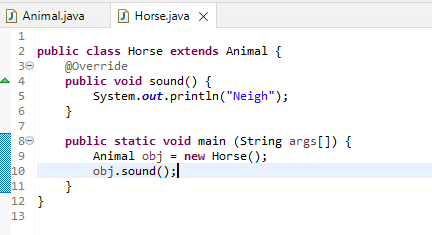 Animal.java
Horse.java
1
2 public class Horse extends Animal {
3 @Override
4 public void sound() {
5 System.out.println("Neigh");
6 }
7
8 public static void main (String args[]) {
9 Animal obj = new Horse();
10 obj.sound();
11 }
12 }
13